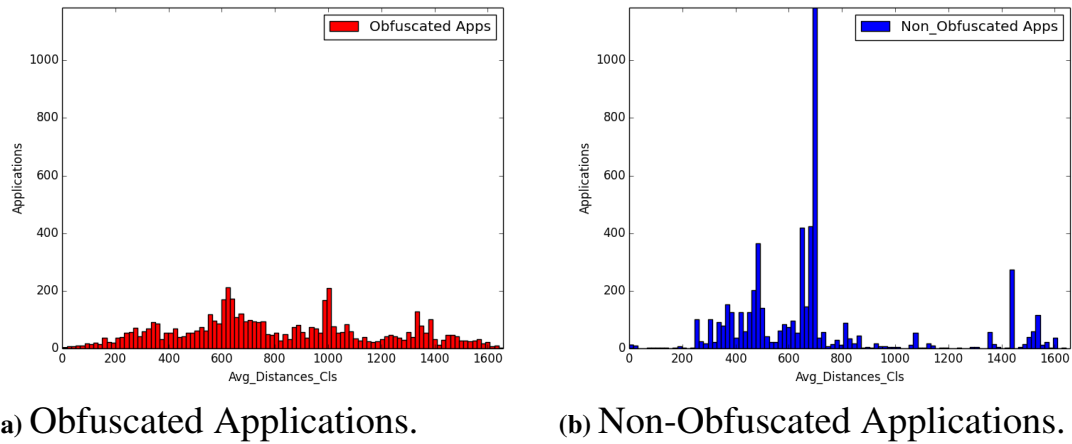 Obfuscated Apps
1000
800
600
400
200
0
Applications
0 200 400 600 800 1000 1200 1400 1600
Avg_Distances_Cls
a) Obfuscated Applications.
Non_Obfuscated Apps
1000
800
600
400
200
0
Applications
0 200 400 600 800 1000 1200 1400 1600
Avg_Distances_Cls
(b) Non-Obfuscated Applications.